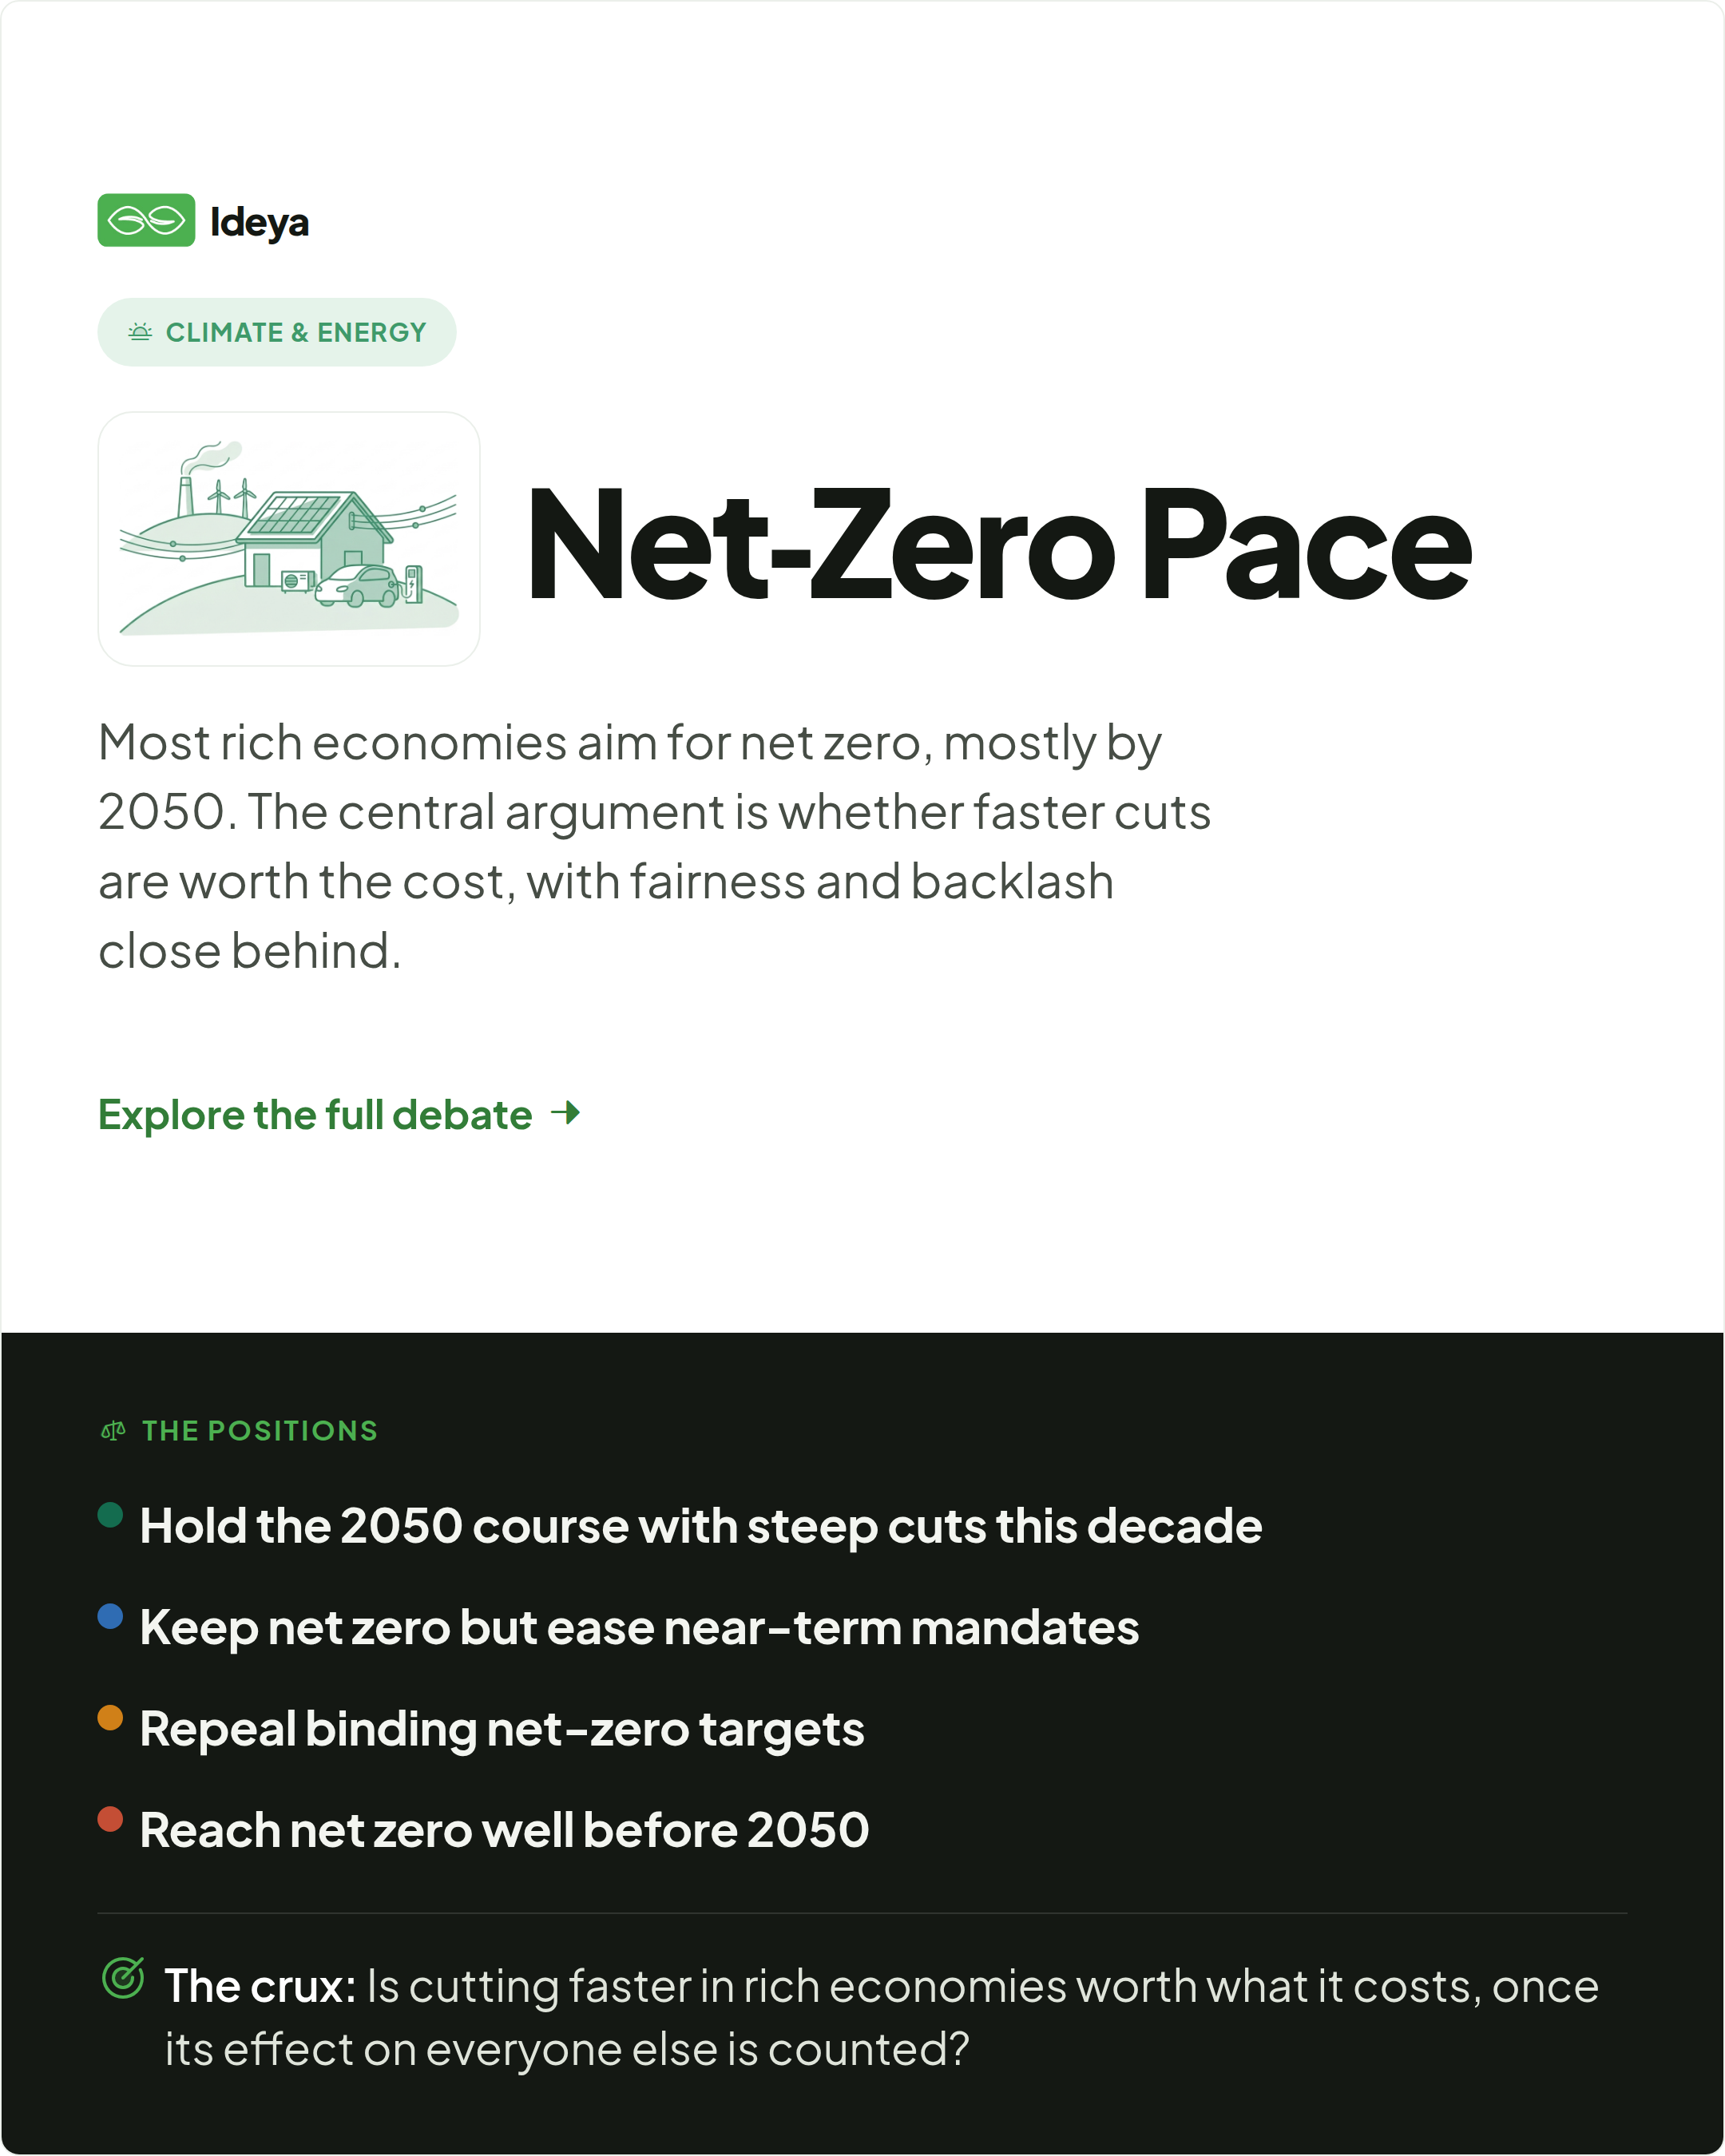 Ideya
CLIMATE & ENERGY
Net-Zero Pace
Most rich economies aim for net zero, mostly by
2050. The central argument is whether faster cuts
are worth the cost, with fairness and backlash
close behind.
Explore the full debate
THE POSITIONS
Hold the 2050 course with steep cuts this decade
Keep net zero but ease near-term mandates
Repeal binding net-zero targets
Reach net zero well before 2050
The crux: Is cutting faster in rich economies worth what it costs, once
its effect on everyone else is counted?